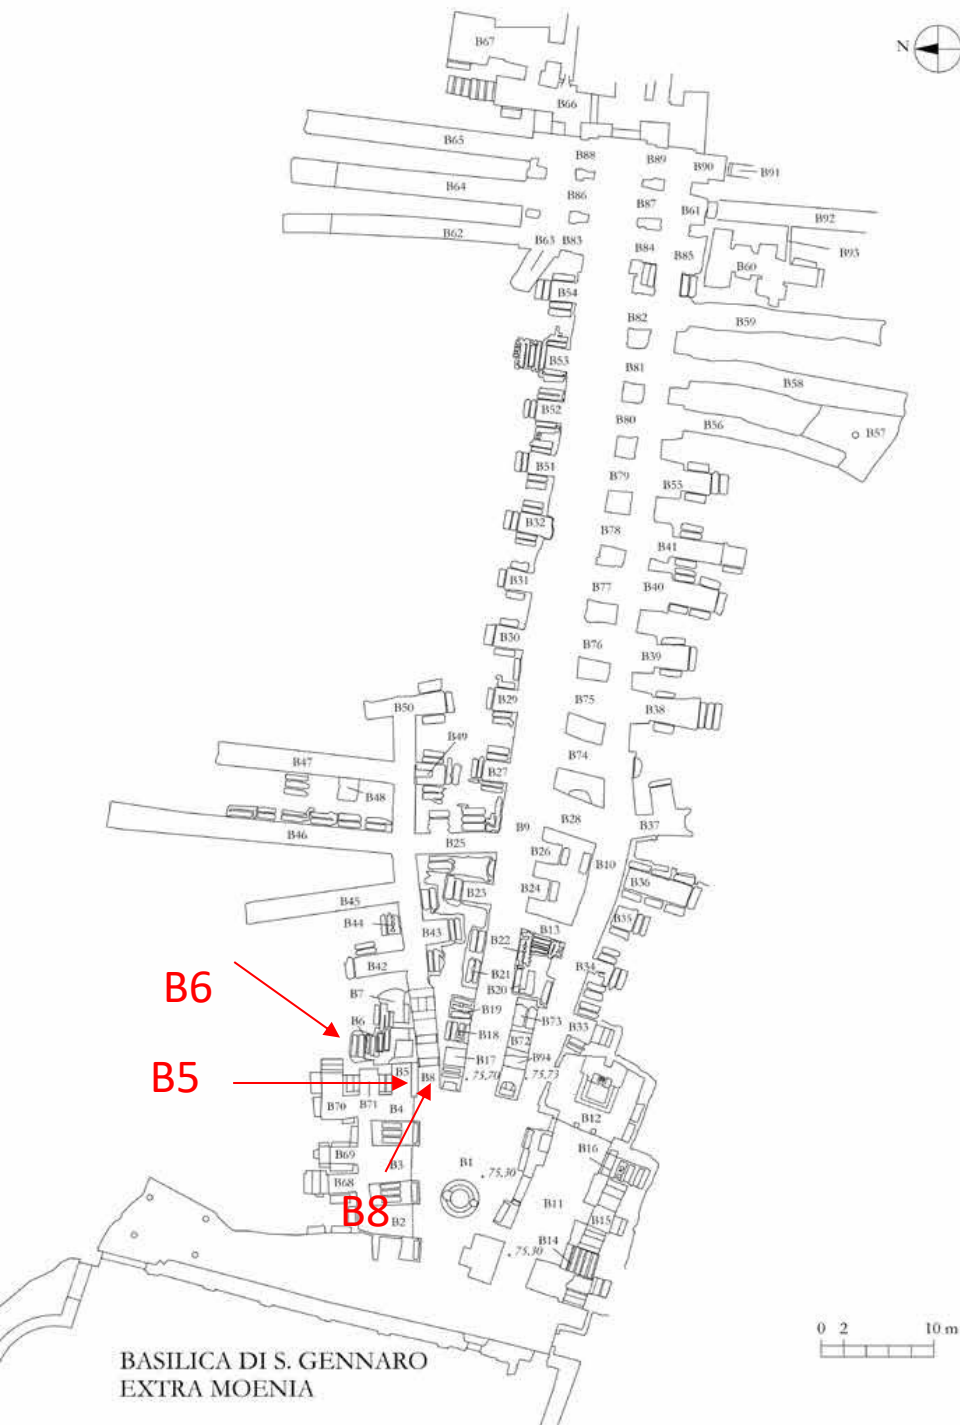 B67
N
B66
B65
B88
B89
B90
B91
B64
B86
B87
B61
B92
B62
B63
B83
B84
B85
B60
B93
B54
B82
B59
B53
B81
B58
B52
B80
B56
B57
B51
B79
B55
B32
B78
B41
B31
B77
B40
B30
B76
B39
B50
B29
B75
B38
B49
B47
B27
B74
B48
B46
B9
B28
B37
B25
B26
B10
B23
B24
B36
B45
B44
B43
B22
B13
B35
B42
B21
B34
B6
B7
B20
B19
B73
B6
B18
B72
B33
B5
B5
B8
B17
B94
75,70
75,73
B70
B71
B4
B12
B69
B3
B1
B16
75,30
B68
B8
B2
B11
B15
B14
75,30
0 2 10 m
BASILICA DI S. GENNARO
EXTRA MOENIA